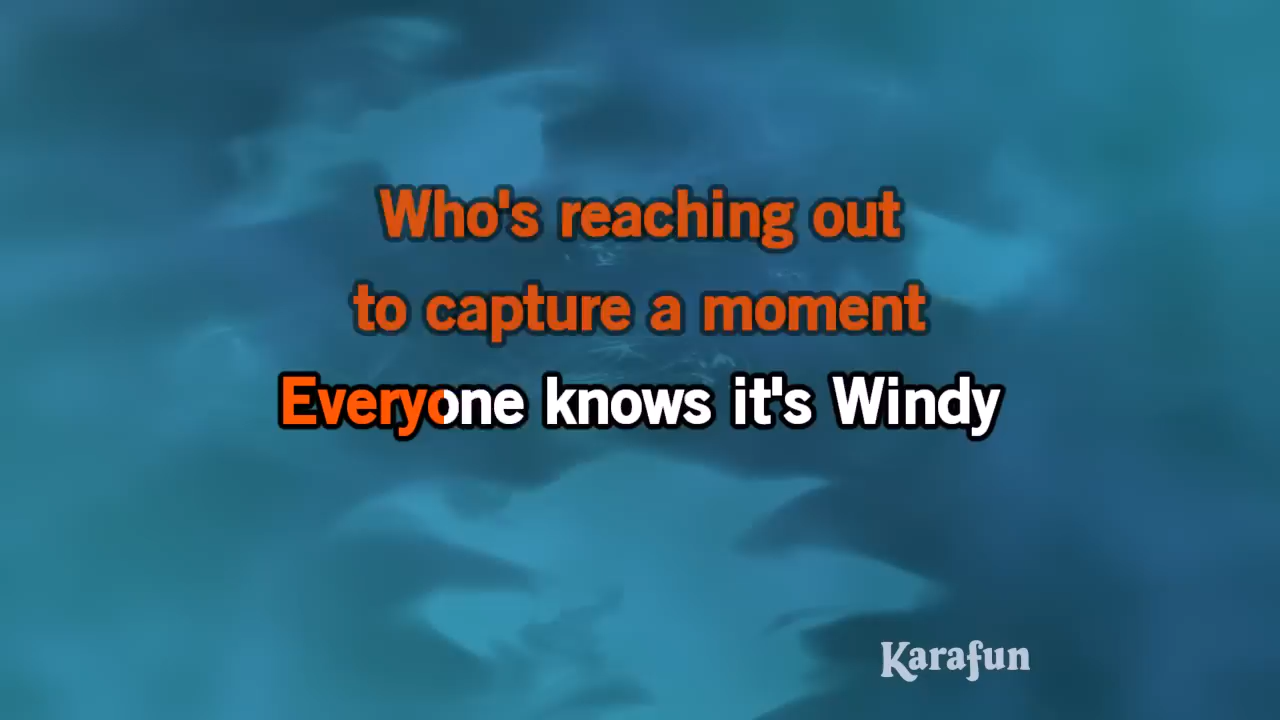 Who's reaching out
to capture a moment
Everyone knows it's Windy
Karafun